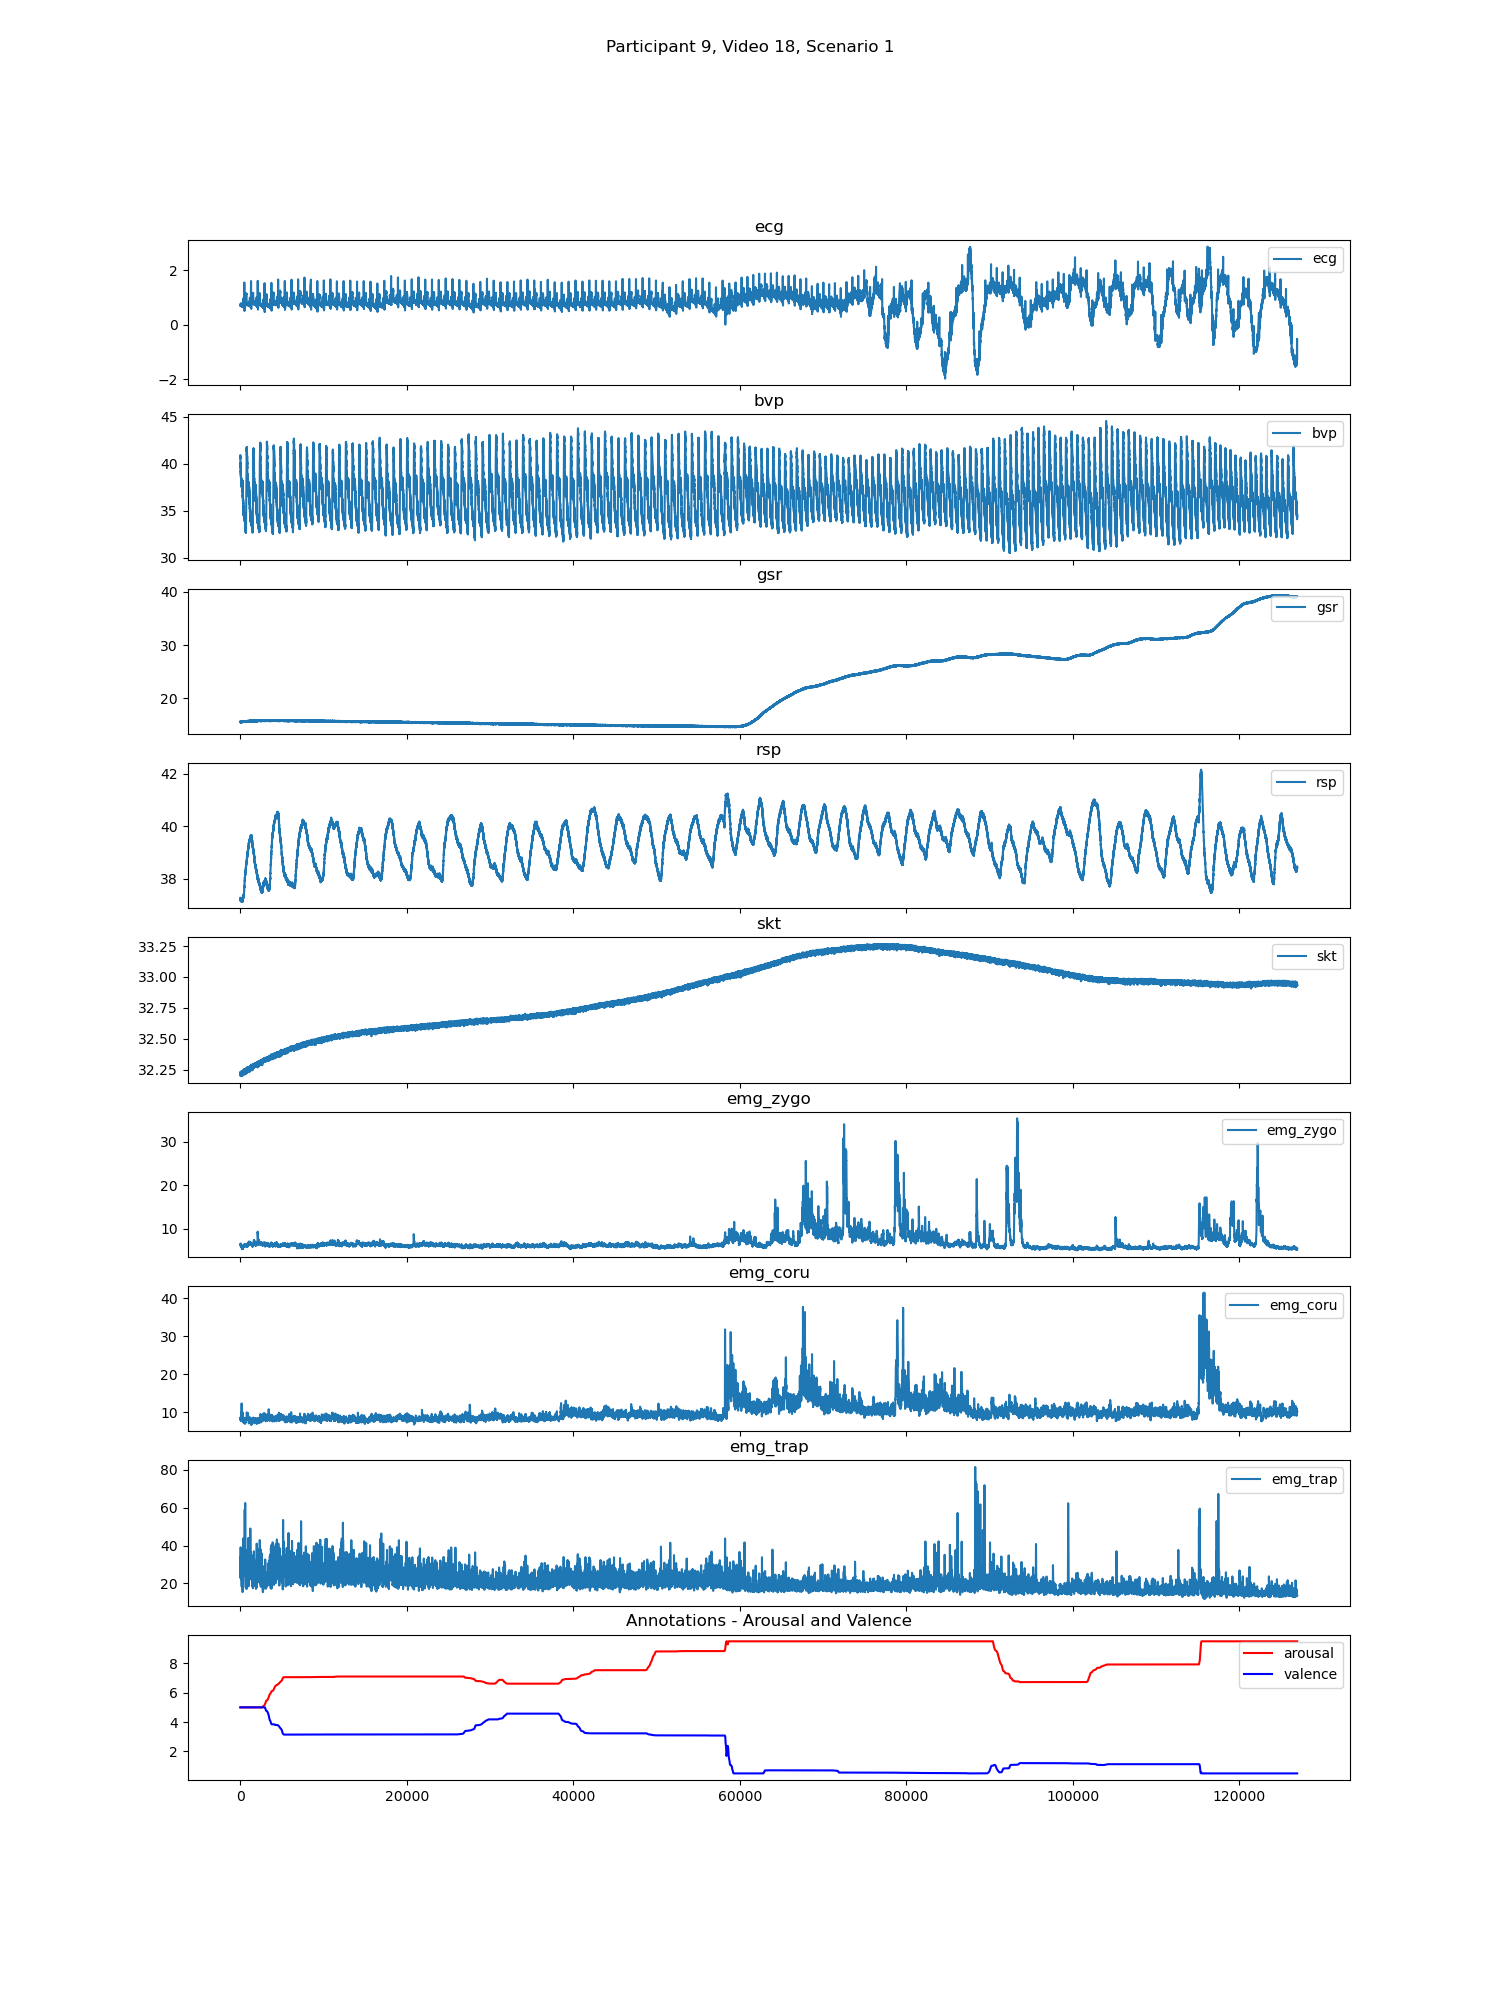 Participant 9, Video 18, Scenario 1
ecg
ecg
2
0
−2
bvp
bvp
45
40
35
30
gsr
gsr
40
30
20
rsp
rsp
42
40
38
skt
skt
33.25
33.00
32.75
32.50
32.25
emg_zygo
emg_zygo
30
20
10
emg_coru
emg_coru
40
30
20
10
emg_trap
emg_trap
80
60
40
20
Annotations - Arousal and Valence
arousal
valence
8
6
4
2
0 20000 40000 60000 80000 100000 120000